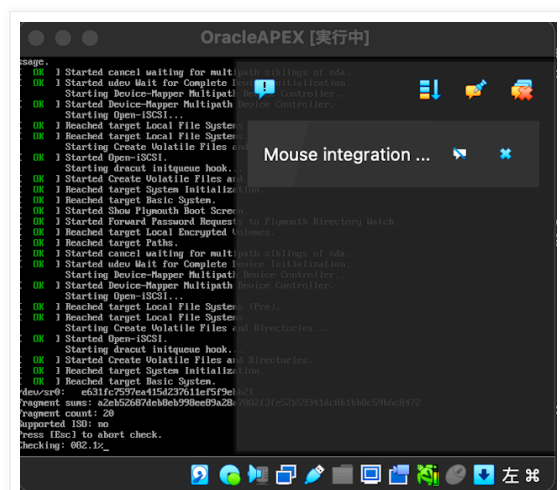 OracleAPEX [実行中]
ssage.
[ OK ] Started cancel waiting for multipath siblings of sda.
[ OK ] Started udev Wait for Complete Device Initialization.
Starting Device-Mapper Multipath Device Controller...
[ OK ] Started Device-Mapper Multipath Device Controller.
Starting Open-iSCSI...
[ OK ] Reached target Local File Systems
[ OK ] Reached target Local File Systems
Starting Create Volatile Files and
Mouse integration ...
[ OK ] Started Open-iSCSI.
Starting dracut initqueue hook...
[ OK ] Started Create Volatile Files and
[ OK ] Reached target System Initialization.
[ OK ] Reached target Basic System.
[ OK ] Started Show Plymouth Boot Screen.
[ OK ] Started Forward Password Requests to Plymouth Directory Watch.
[ OK ] Reached target Local Encrypted Volumes.
[ OK ] Reached target Paths.
[ OK ] Started cancel waiting for multipath siblings of sda.
[ OK ] Started udev Wait for Complete Device Initialization.
Starting Device-Mapper Multipath Device Controller...
[ OK ] Started Device-Mapper Multipath Device Controller.
Starting Open-iSCSI...
[ OK ] Reached target Local File Systems (Pre).
[ OK ] Reached target Local File Systems.
Starting Create Volatile Files and Directories...
[ OK ] Started Open-iSCSI.
Starting dracut initqueue hook...
[ OK ] Started Create Volatile Files and Directories.
[ OK ] Reached target System Initialization.
[ OK ] Reached target Basic System.
/dev/sr0:
Fragment sums:
Fragment count: 20
Supported ISO: no
Press [Esc] to abort check.
Checking: 002.1%_
左 ⌘